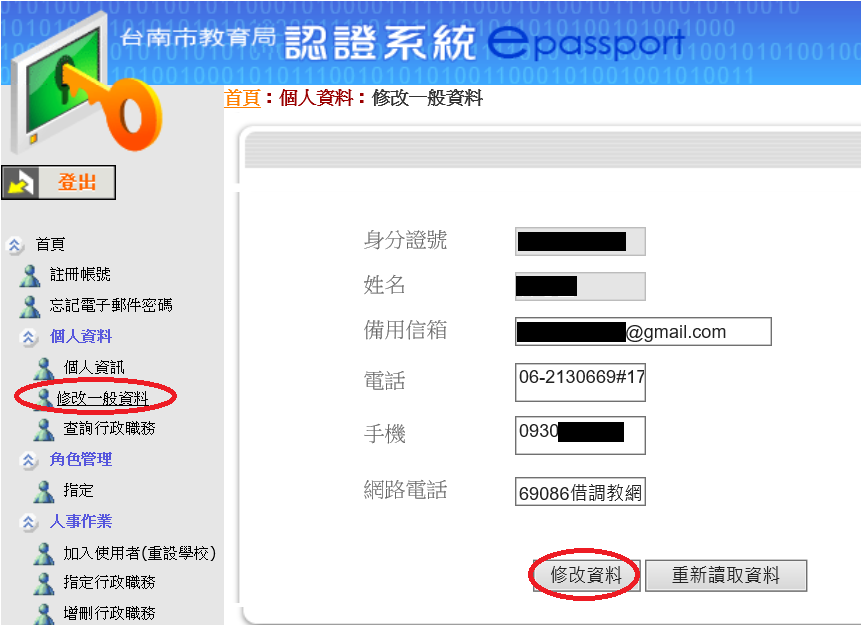 台南市教育局 認證系統 epassport
首頁：個人資料：修改一般資料
登出
首頁
註冊帳號
忘記電子郵件密碼
個人資料
個人資訊
修改一般資料
查詢行政職務
角色管理
指定
人事作業
加入使用者(重設學校)
指定行政職務
增刪行政職務
身分證號
姓名
備用信箱 @gmail.com
電話 06-2130669#17
手機 0930
網路電話 69086借調教網
修改資料 重新讀取資料